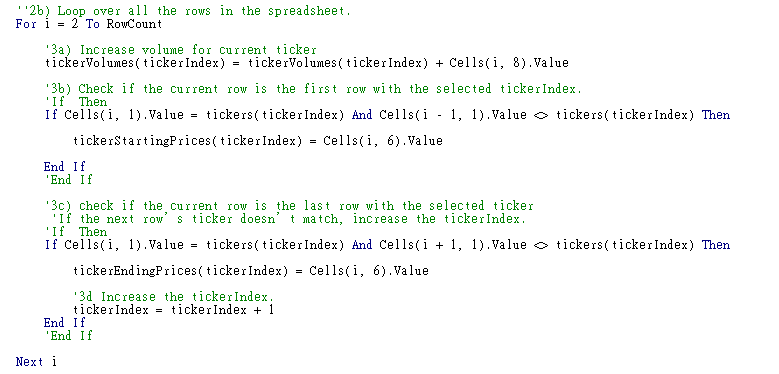 ''2b) Loop over all the rows in the spreadsheet.
For i = 2 To RowCount
'3a) Increase volume for current ticker
tickerVolumes(tickerIndex) = tickerVolumes(tickerIndex) + Cells(i, 8).Value
'3b) Check if the current row is the first row with the selected tickerIndex.
'If  Then
If Cells(i, 1).Value = tickers(tickerIndex) And Cells(i - 1, 1).Value <> tickers(tickerIndex) Then
tickerStartingPrices(tickerIndex) = Cells(i, 6).Value
End If
'End If
'3c) check if the current row is the last row with the selected ticker
'If the next row's ticker doesn't match, increase the tickerIndex.
'If  Then
If Cells(i, 1).Value = tickers(tickerIndex) And Cells(i + 1, 1).Value <> tickers(tickerIndex) Then
tickerEndingPrices(tickerIndex) = Cells(i, 6).Value
'3d Increase the tickerIndex.
tickerIndex = tickerIndex + 1
End If
'End If
Next i